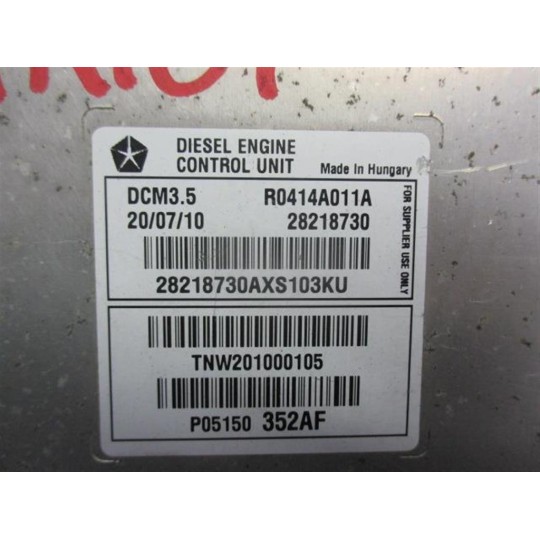 DIESEL ENGINE
CONTROL UNIT Made In Hungary
DCM3.5 R0414A011A
20/07/10 28218730
FOR SUPPLIER USE ONLY
28218730AXS103KU
TNW201000105
P05150 352AF